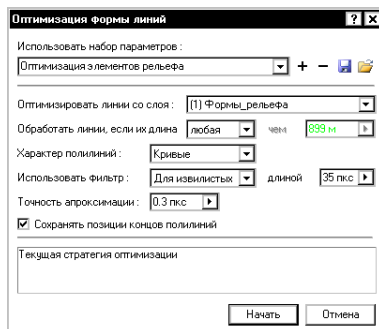 Оптимизация формы линий
Использовать набор параметров :
Оптимизация элементов рельефа
Оптимизировать линии со слоя : (1) Формы_рельефа
Обработать линии, если их длина любая чем 899 м
Характер полилиний : Кривые
Использовать фильтр : Для извилистых длиной 35 пкс
Точность апроксимации : 0.3 пкс
Сохранять позиции концов полилиний
Текущая стратегия оптимизации
Начать Отмена